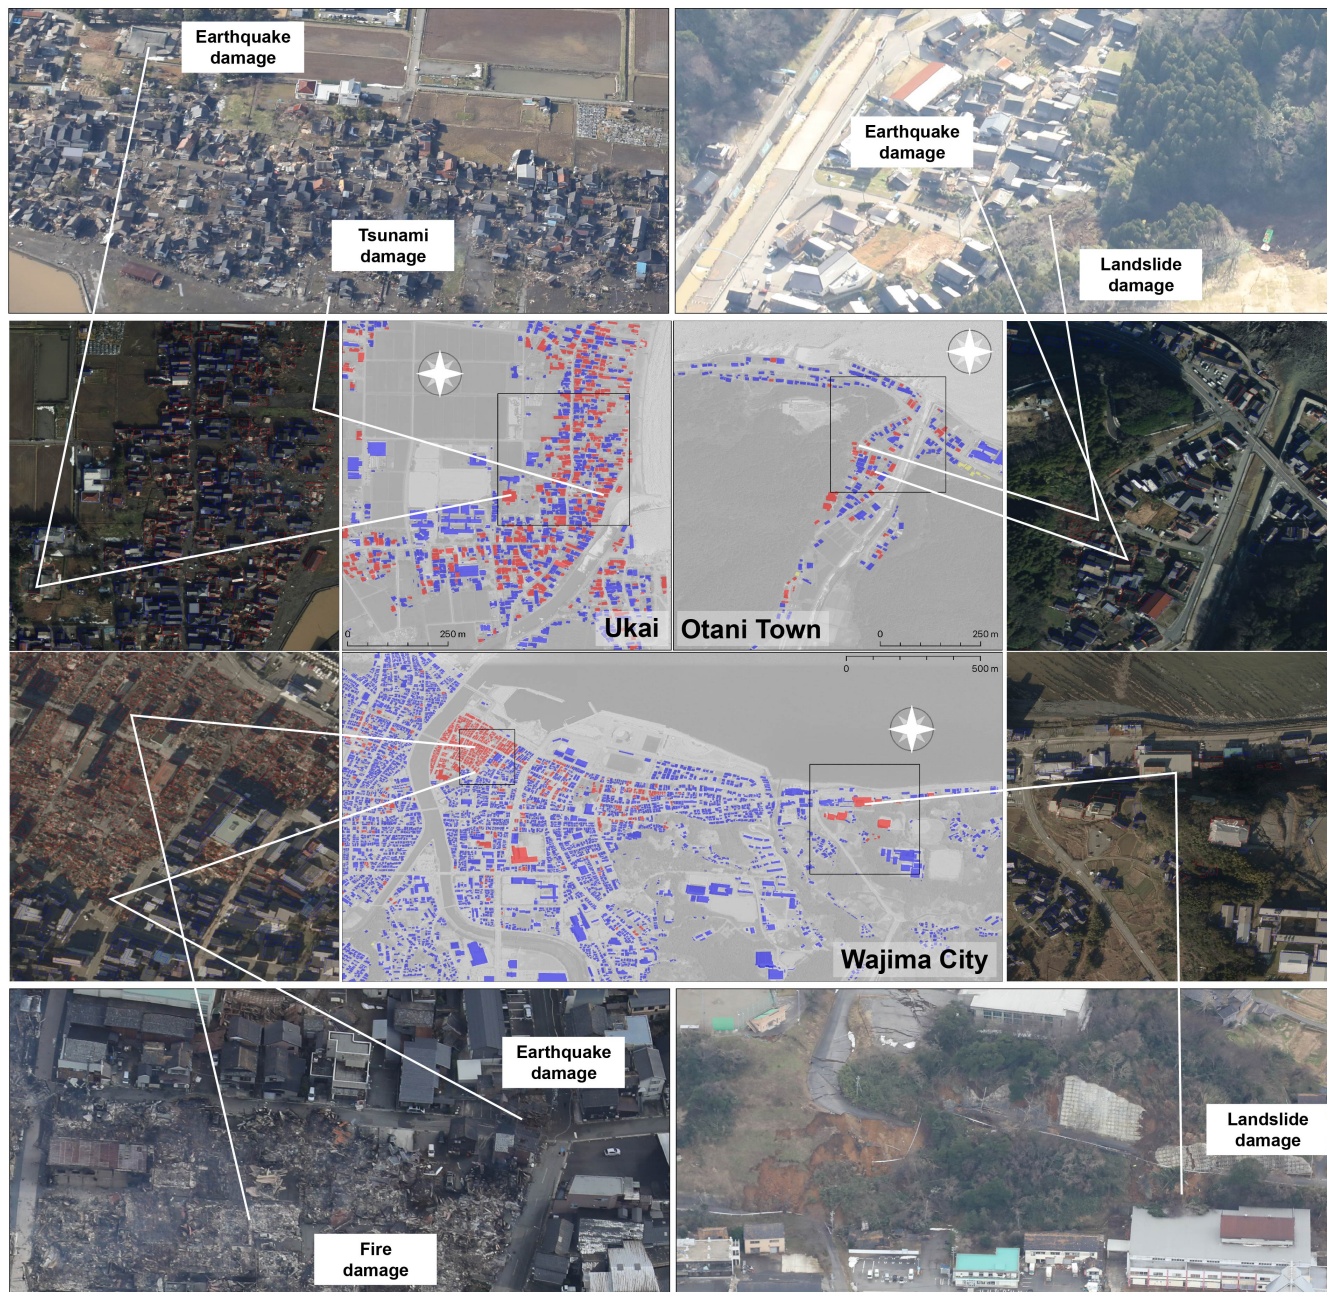 Earthquake
damage
Tsunami
damage
Earthquake
damage
Landslide
damage
0
250 m
Ukai
Otani Town
0
250 m
0
500 m
Wajima City
Earthquake
damage
Fire
damage
Landslide
damage